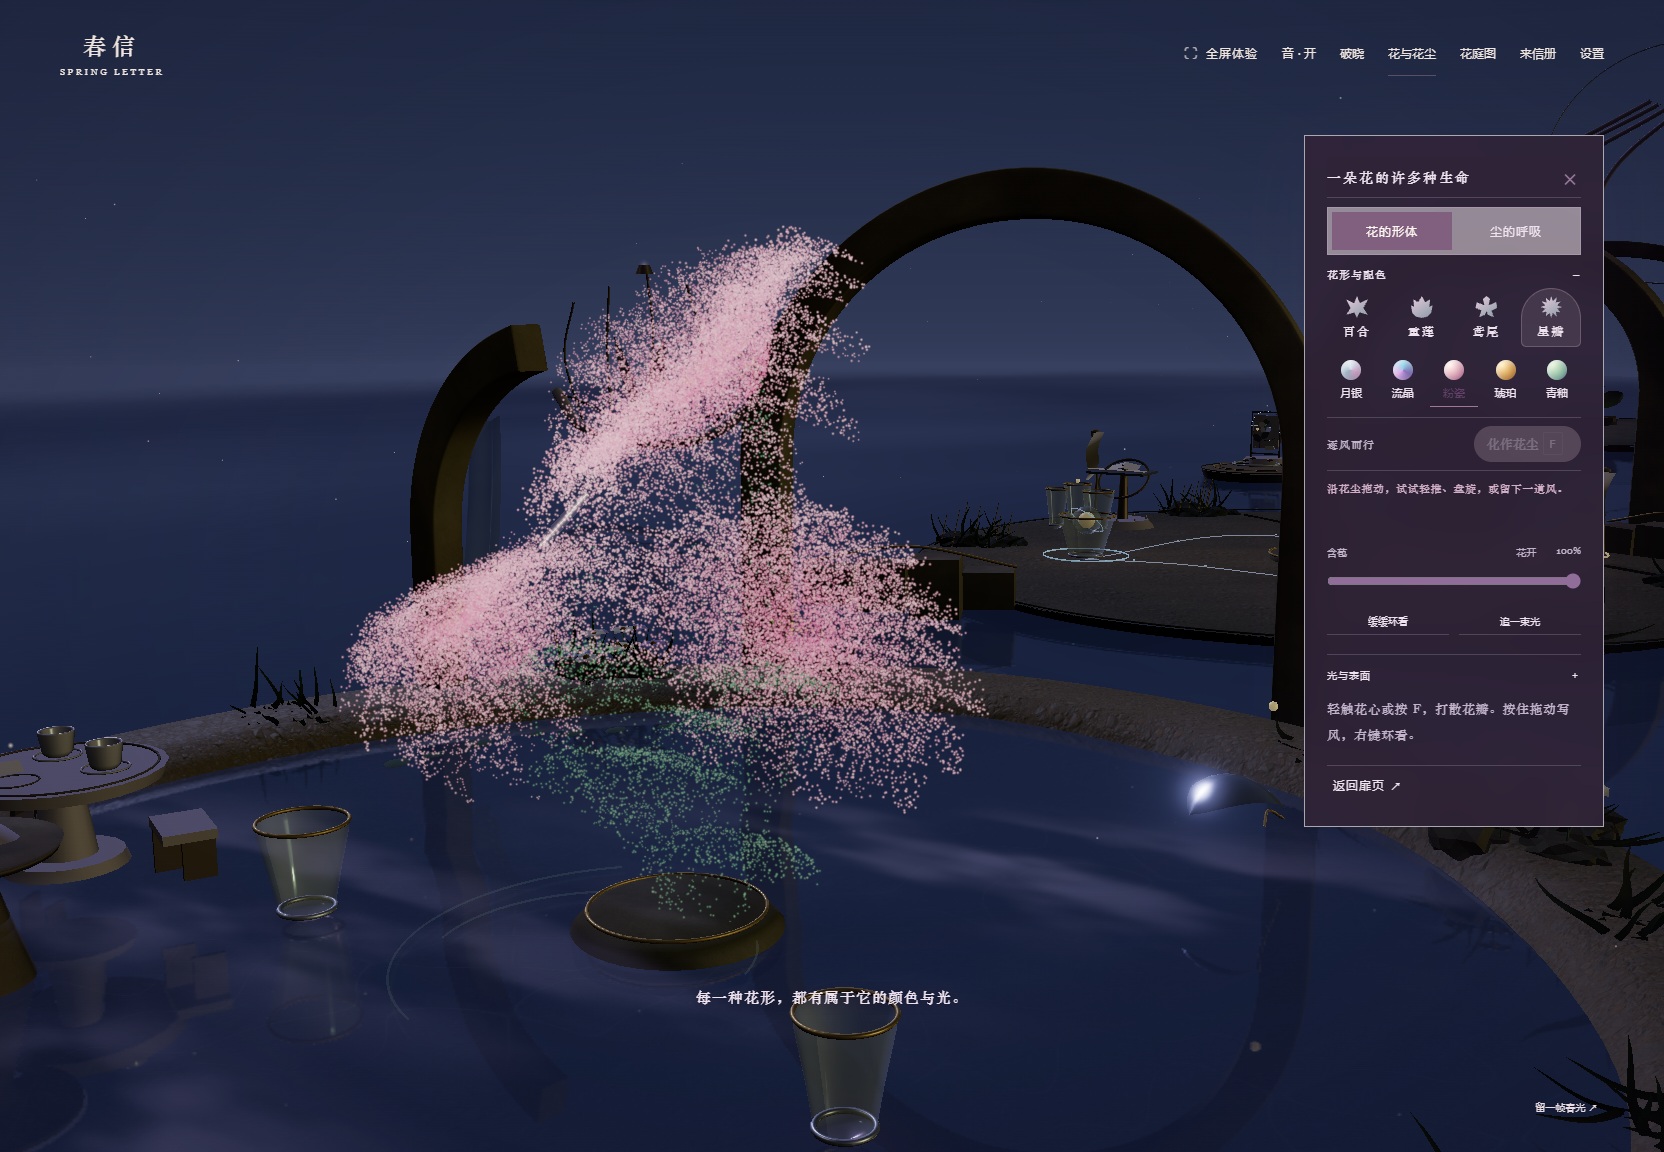 春信
SPRING LETTER
全屏体验 音·开 破晓 花与花尘 花庭图 来信册 设置
一朵花的许多种生命
花的形体 尘的呼吸
花形与配色
百合 重莲 鸢尾 星瓣
月银 流晶 粉瓷 琥珀 青釉
逐风而行 化作花尘 F
沿花尘拖动，试试轻推、盘旋，或留下一道风。
含苞 花开 100%
缓缓环看 追一束光
光与表面
轻触花心或按 F，打散花瓣。按住拖动写
风，右键环看。
返回扉页 ↗
每一种花形，都有属于它的颜色与光。
留一帧春光 ↗